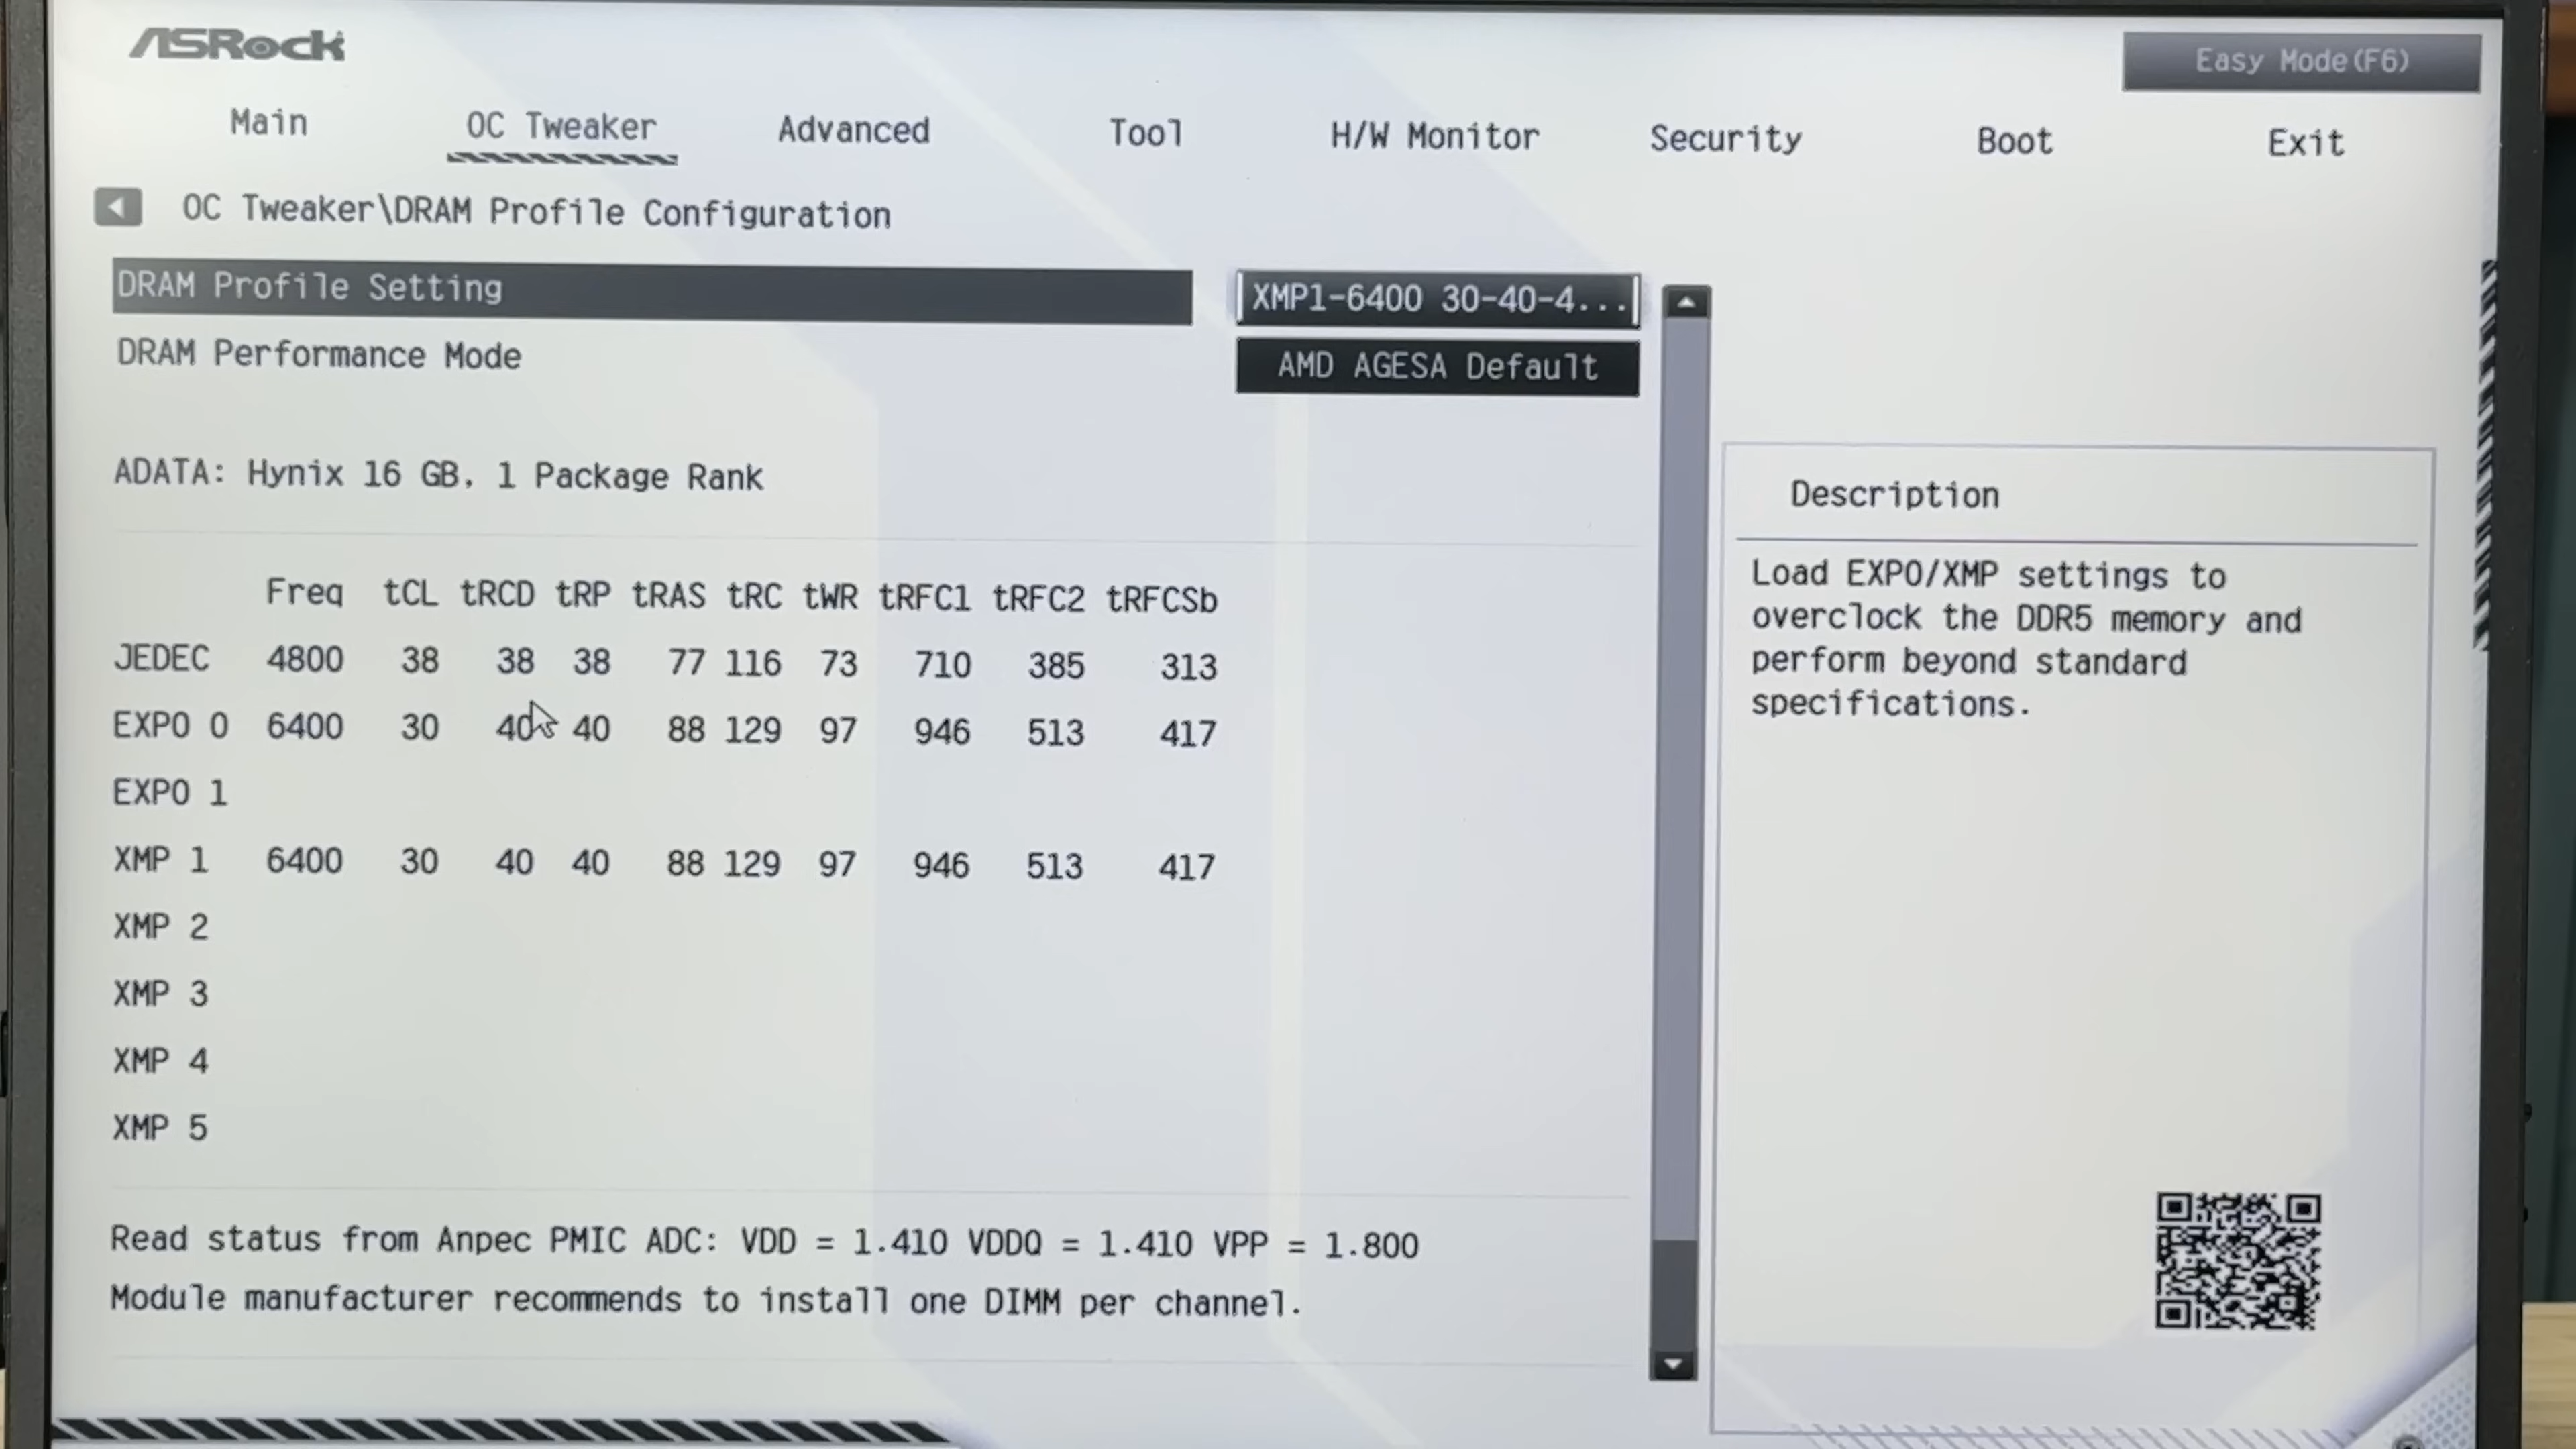 ASRock
Easy Mode(F6)
Main OC Tweaker Advanced Tool H/W Monitor Security Boot Exit
OC Tweaker\DRAM Profile Configuration
DRAM Profile Setting XMP1-6400 30-40-4...
DRAM Performance Mode AMD AGESA Default
ADATA: Hynix 16 GB, 1 Package Rank
Freq tCL tRCD tRP tRAS tRC tWR tRFC1 tRFC2 tRFCSb
JEDEC 4800 38 38 38 77 116 73 710 385 313
EXPO 0 6400 30 40 40 88 129 97 946 513 417
EXPO 1
XMP 1 6400 30 40 40 88 129 97 946 513 417
XMP 2
XMP 3
XMP 4
XMP 5
Read status from Anpec PMIC ADC: VDD = 1.410 VDDQ = 1.410 VPP = 1.800
Module manufacturer recommends to install one DIMM per channel.
Description
Load EXPO/XMP settings to
overclock the DDR5 memory and
perform beyond standard
specifications.